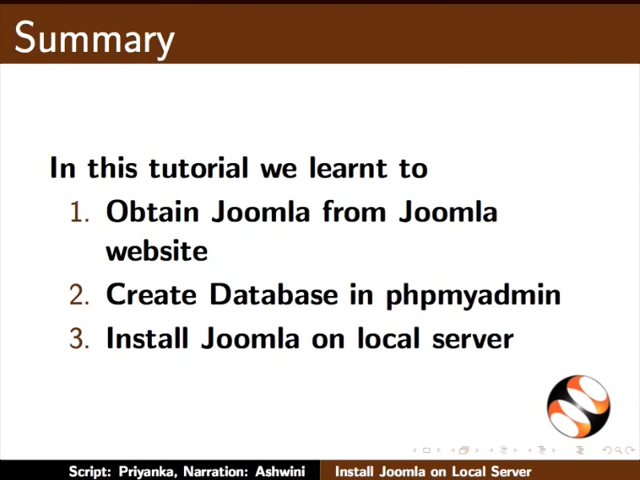 Summary
In this tutorial we learnt to
1. Obtain Joomla from Joomla
website
2. Create Database in phpmyadmin
3. Install Joomla on local server
Script: Priyanka, Narration: Ashwini
Install Joomla on Local Server